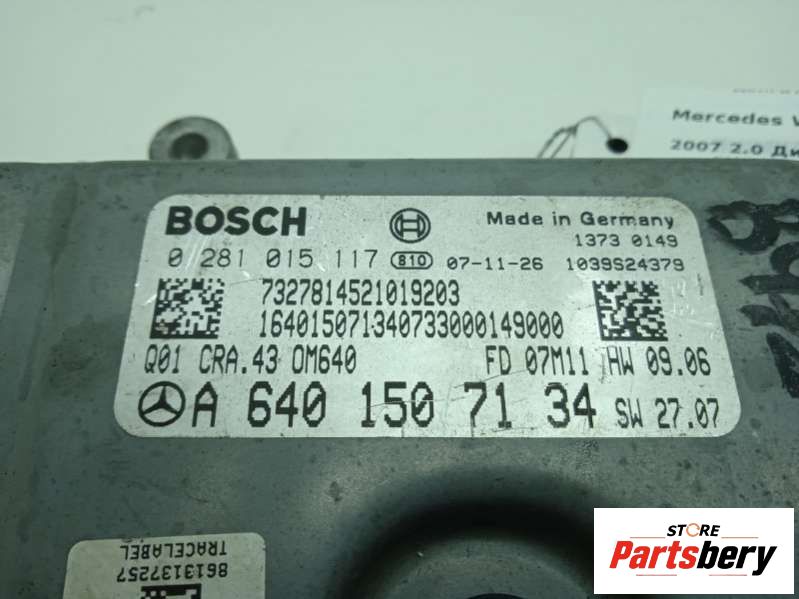 Mercedes
2007 2.0
BOSCH
Made in Germany
1373 0149
0 281 015 117 810 07-11-26 1039S24379
7327814521019203
16401507134073300014​9000
Q01 CRA.43 OM640 FD 07M11 HW 09.06
A 640 150 71 34 SW 27.07
TRACELABEL
8613137257
STORE
Partsbery